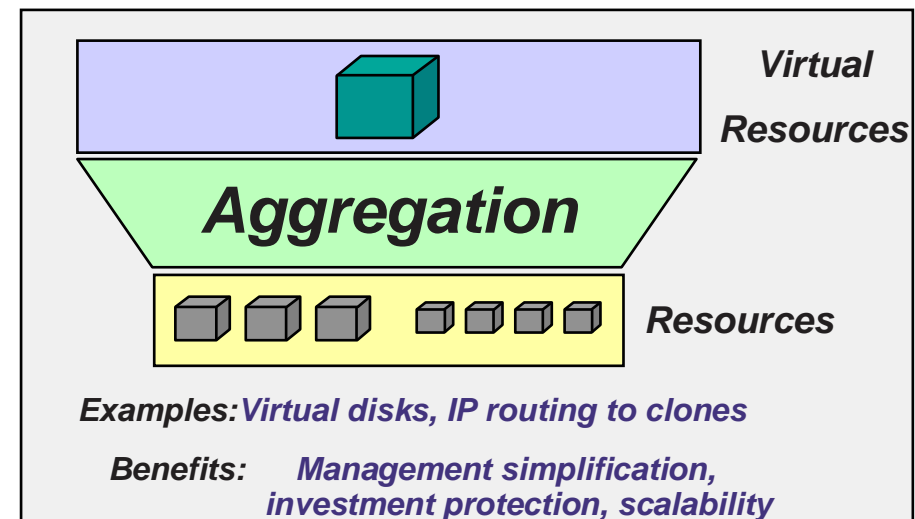 Virtual
Resources
Aggregation
Resources
Examples:Virtual disks, IP routing to clones
Benefits: Management simplification,
investment protection, scalability